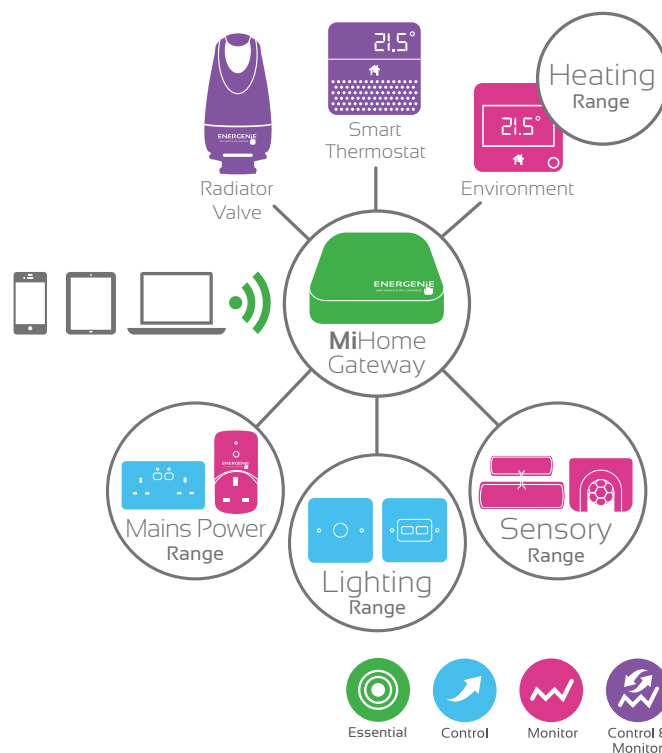 21.5°
Heating
Range
ENERGENIE
21.5°
Smart
Thermostat
Radiator
Valve
Environment
ENERGENIE
MiHome
Gateway
ENERGENIE
Mains Power
Range
Lighting
Range
Sensory
Range
Essential
Control
Monitor
Control &
Monitor